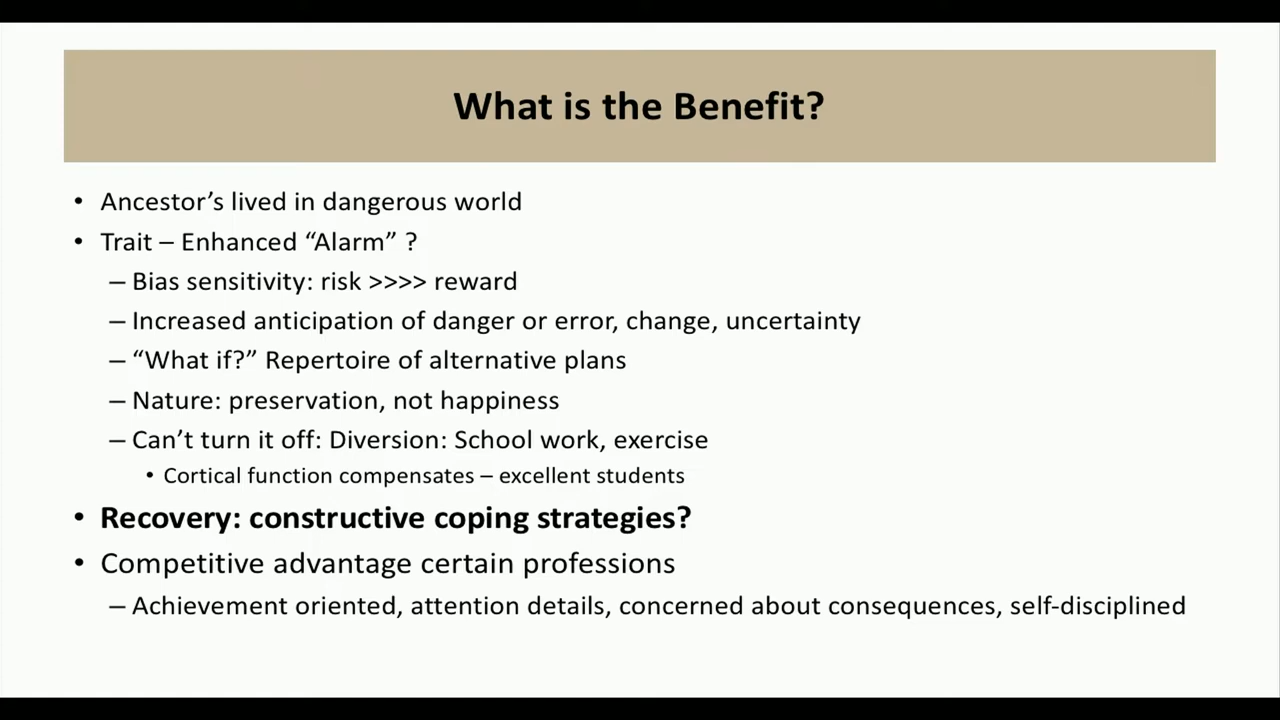 What is the Benefit?
• Ancestor’s lived in dangerous world
• Trait – Enhanced “Alarm” ?
– Bias sensitivity: risk >>>> reward
– Increased anticipation of danger or error, change, uncertainty
– “What if?” Repertoire of alternative plans
– Nature: preservation, not happiness
– Can’t turn it off: Diversion: School work, exercise
• Cortical function compensates – excellent students
• Recovery: constructive coping strategies?
• Competitive advantage certain professions
– Achievement oriented, attention details, concerned about consequences, self-disciplined